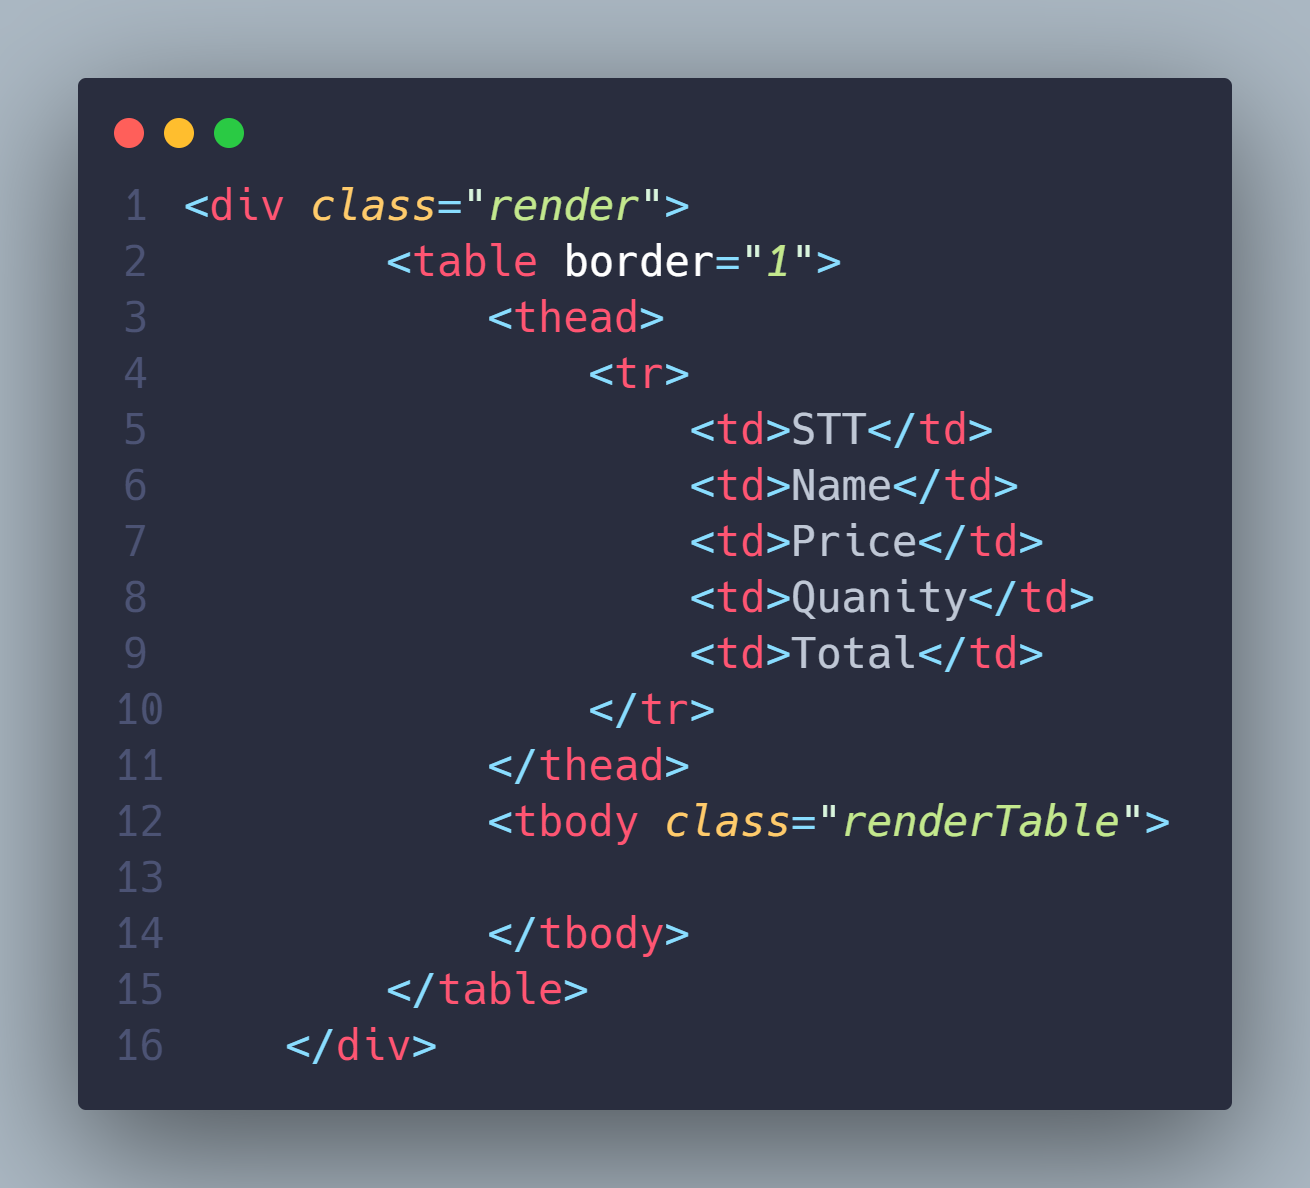 1 <div class="render">
2         <table border="1">
3             <thead>
4                 <tr>
5                     <td>STT</td>
6                     <td>Name</td>
7                     <td>Price</td>
8                     <td>Quanity</td>
9                     <td>Total</td>
10                 </tr>
11             </thead>
12             <tbody class="renderTable">
13
14             </tbody>
15         </table>
16     </div>